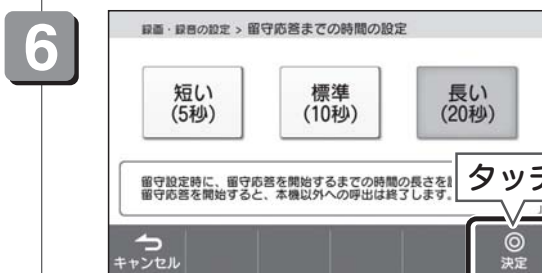 6
録画・録音の設定 > 留守応答までの時間の設定
短い
(5秒)
標準
(10秒)
長い
(20秒)
留守設定時に、留守応答を開始するまでの時間の長さを
留守応答を開始すると、本機以外への呼出は終了します。
タッチ
キャンセル
決定